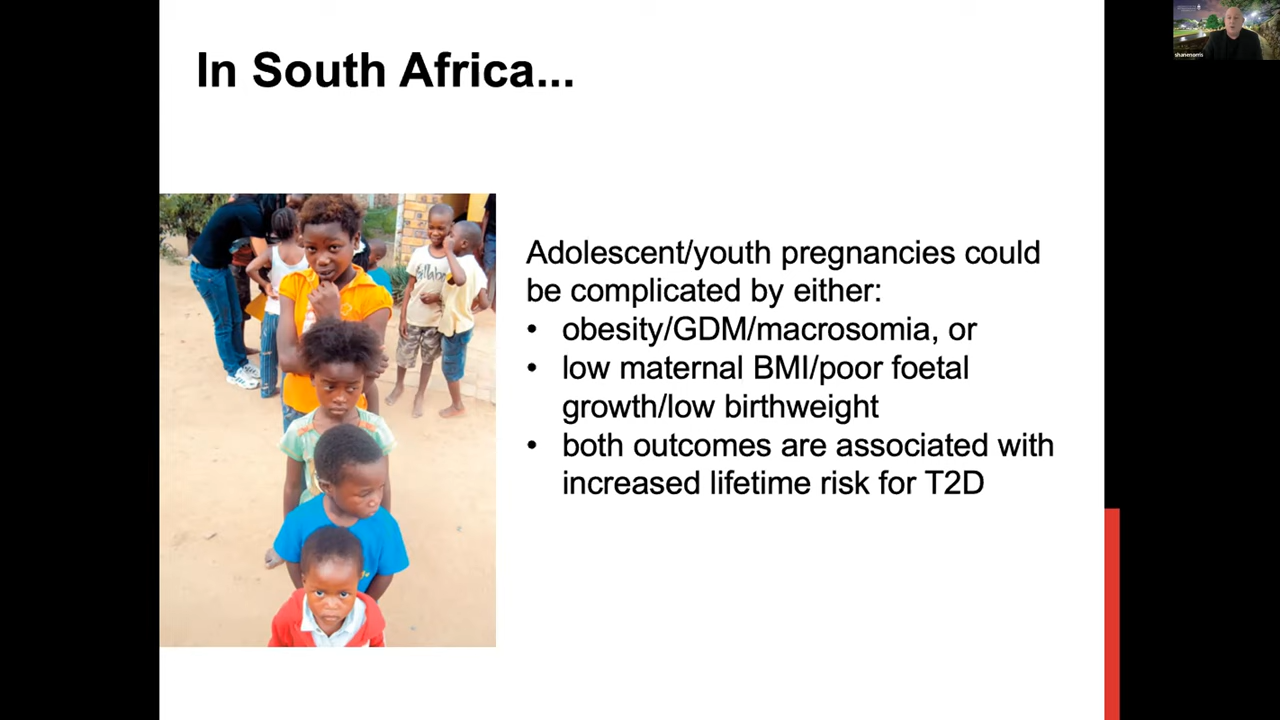 In South Africa...
Adolescent/youth pregnancies could
be complicated by either:
• obesity/GDM/macrosomia, or
• low maternal BMI/poor foetal
growth/low birthweight
• both outcomes are associated with
increased lifetime risk for T2D
shanenorris